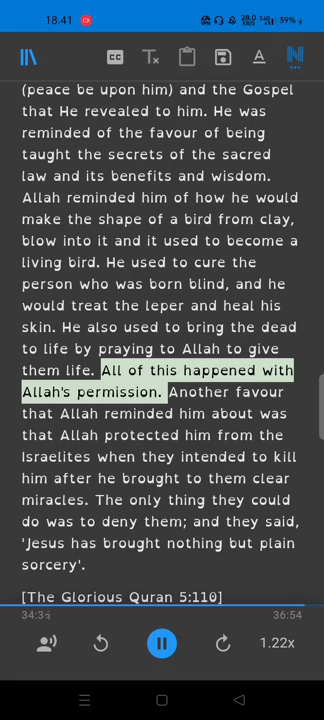 18.41
28.0 KB/S
59%
CC
(peace be upon him) and the Gospel
that He revealed to him. He was
reminded of the favour of being
taught the secrets of the sacred
law and its benefits and wisdom.
Allah reminded him of how he would
make the shape of a bird from clay,
blow into it and it used to become a
living bird. He used to cure the
person who was born blind, and he
would treat the leper and heal his
skin. He also used to bring the dead
to life by praying to Allah to give
them life. All of this happened with
Allah's permission. Another favour
that Allah reminded him about was
that Allah protected him from the
Israelites when they intended to kill
him after he brought to them clear
miracles. The only thing they could
do was to deny them; and they said,
'Jesus has brought nothing but plain
sorcery'.
[The Glorious Quran 5:110]
36:54
1.22x